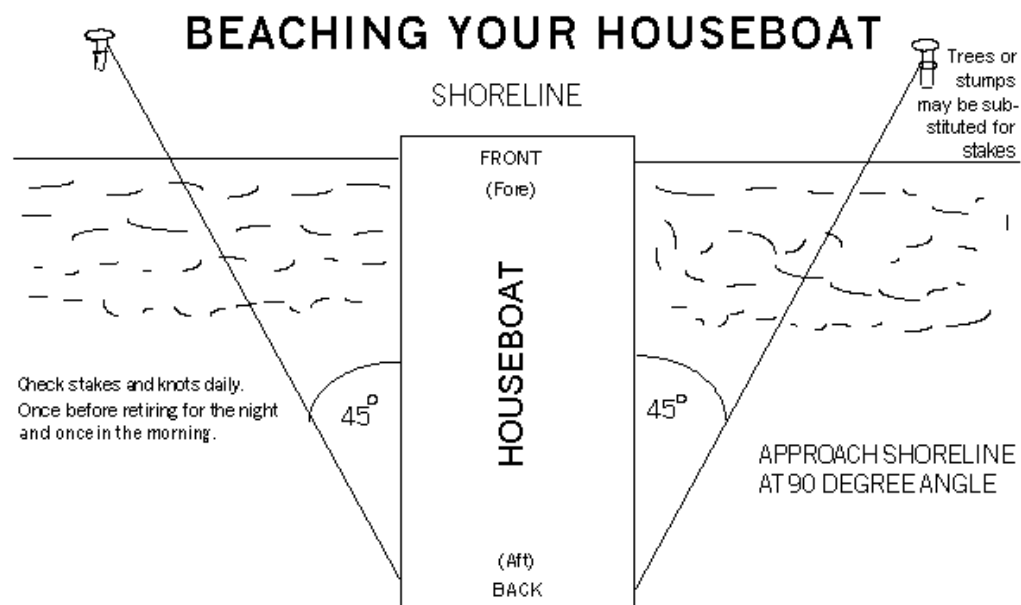 BEACHING YOUR HOUSEBOAT
SHORELINE
Trees or
stumps
may be sub-
stituted for
stakes
FRONT
(Fore)
HOUSEBOAT
Check stakes and knots daily.
Once before retiring for the night
and once in the morning.
45°
45°
APPROACH SHORELINE
AT 90 DEGREE ANGLE
(Aft)
BACK